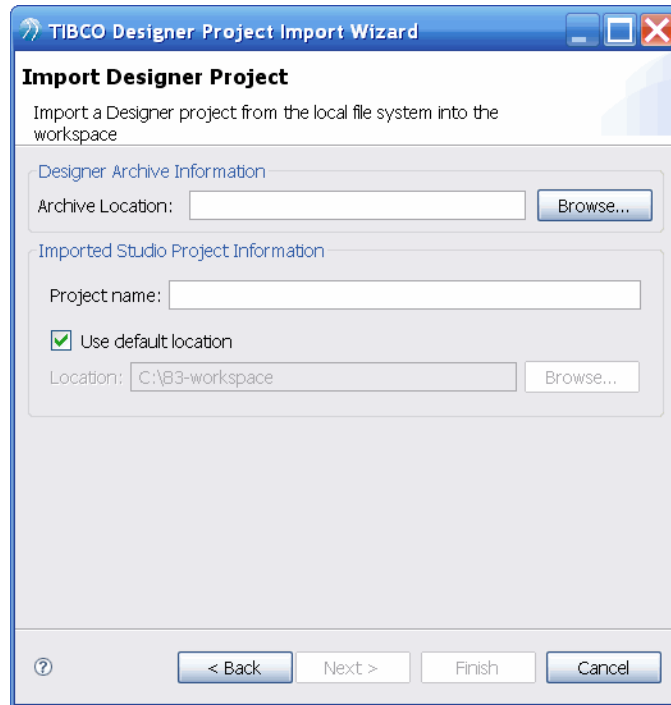 TIBCO Designer Project Import Wizard
Import Designer Project
Import a Designer project from the local file system into the
workspace
Designer Archive Information
Archive Location:
Browse...
Imported Studio Project Information
Project name:
Use default location
Location: C:\83-workspace
Browse...
? < Back Next > Finish Cancel